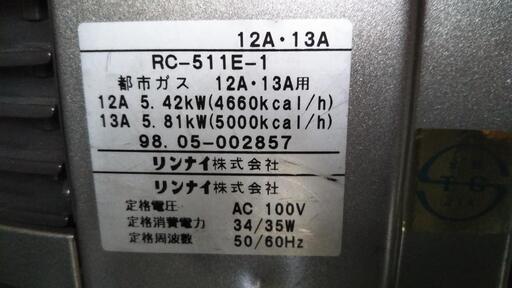 12A・13A
RC-511E-1
都市ガス 12A・13A用
12A 5.42kW(4660kcal/h)
13A 5.81kW(5000kcal/h)
98.05-002857
リンナイ株式会社
リンナイ株式会社
定格電圧 AC 100V
定格消費電力 34/35W
定格周波数 50/60Hz